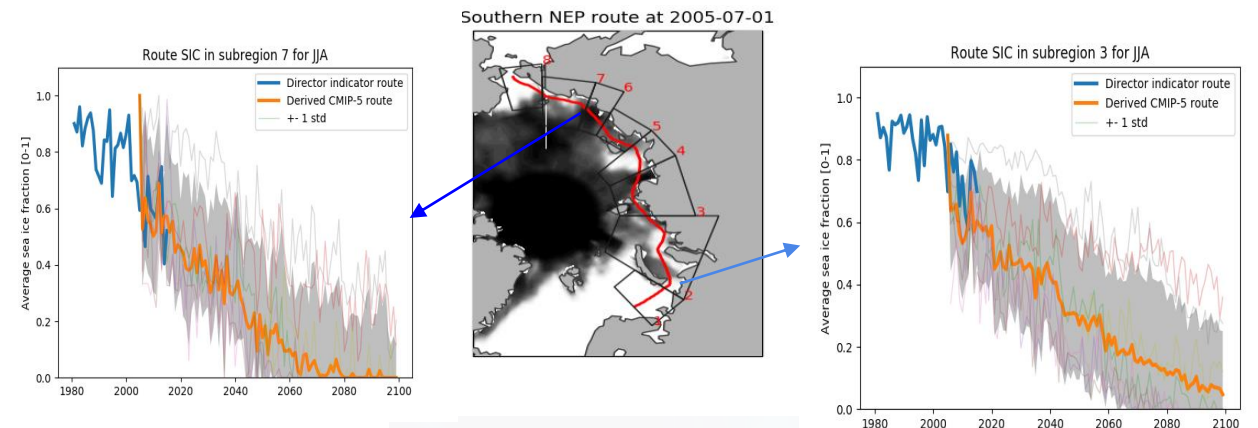 Southern NEP route at 2005-07-01
Route SIC in subregion 7 for JJA
Director indicator route
Derived CMIP-5 route
+- 1 std
Average sea ice fraction [0-1]
1.0
0.8
0.6
0.4
0.2
0.0
1980 2000 2020 2040 2060 2080 2100
8
7
6
5
4
3
2
1
Route SIC in subregion 3 for JJA
Director indicator route
Derived CMIP-5 route
+- 1 std
Average sea ice fraction [0-1]
1.0
0.8
0.6
0.4
0.2
0.0
1980 2000 2020 2040 2060 2080 2100